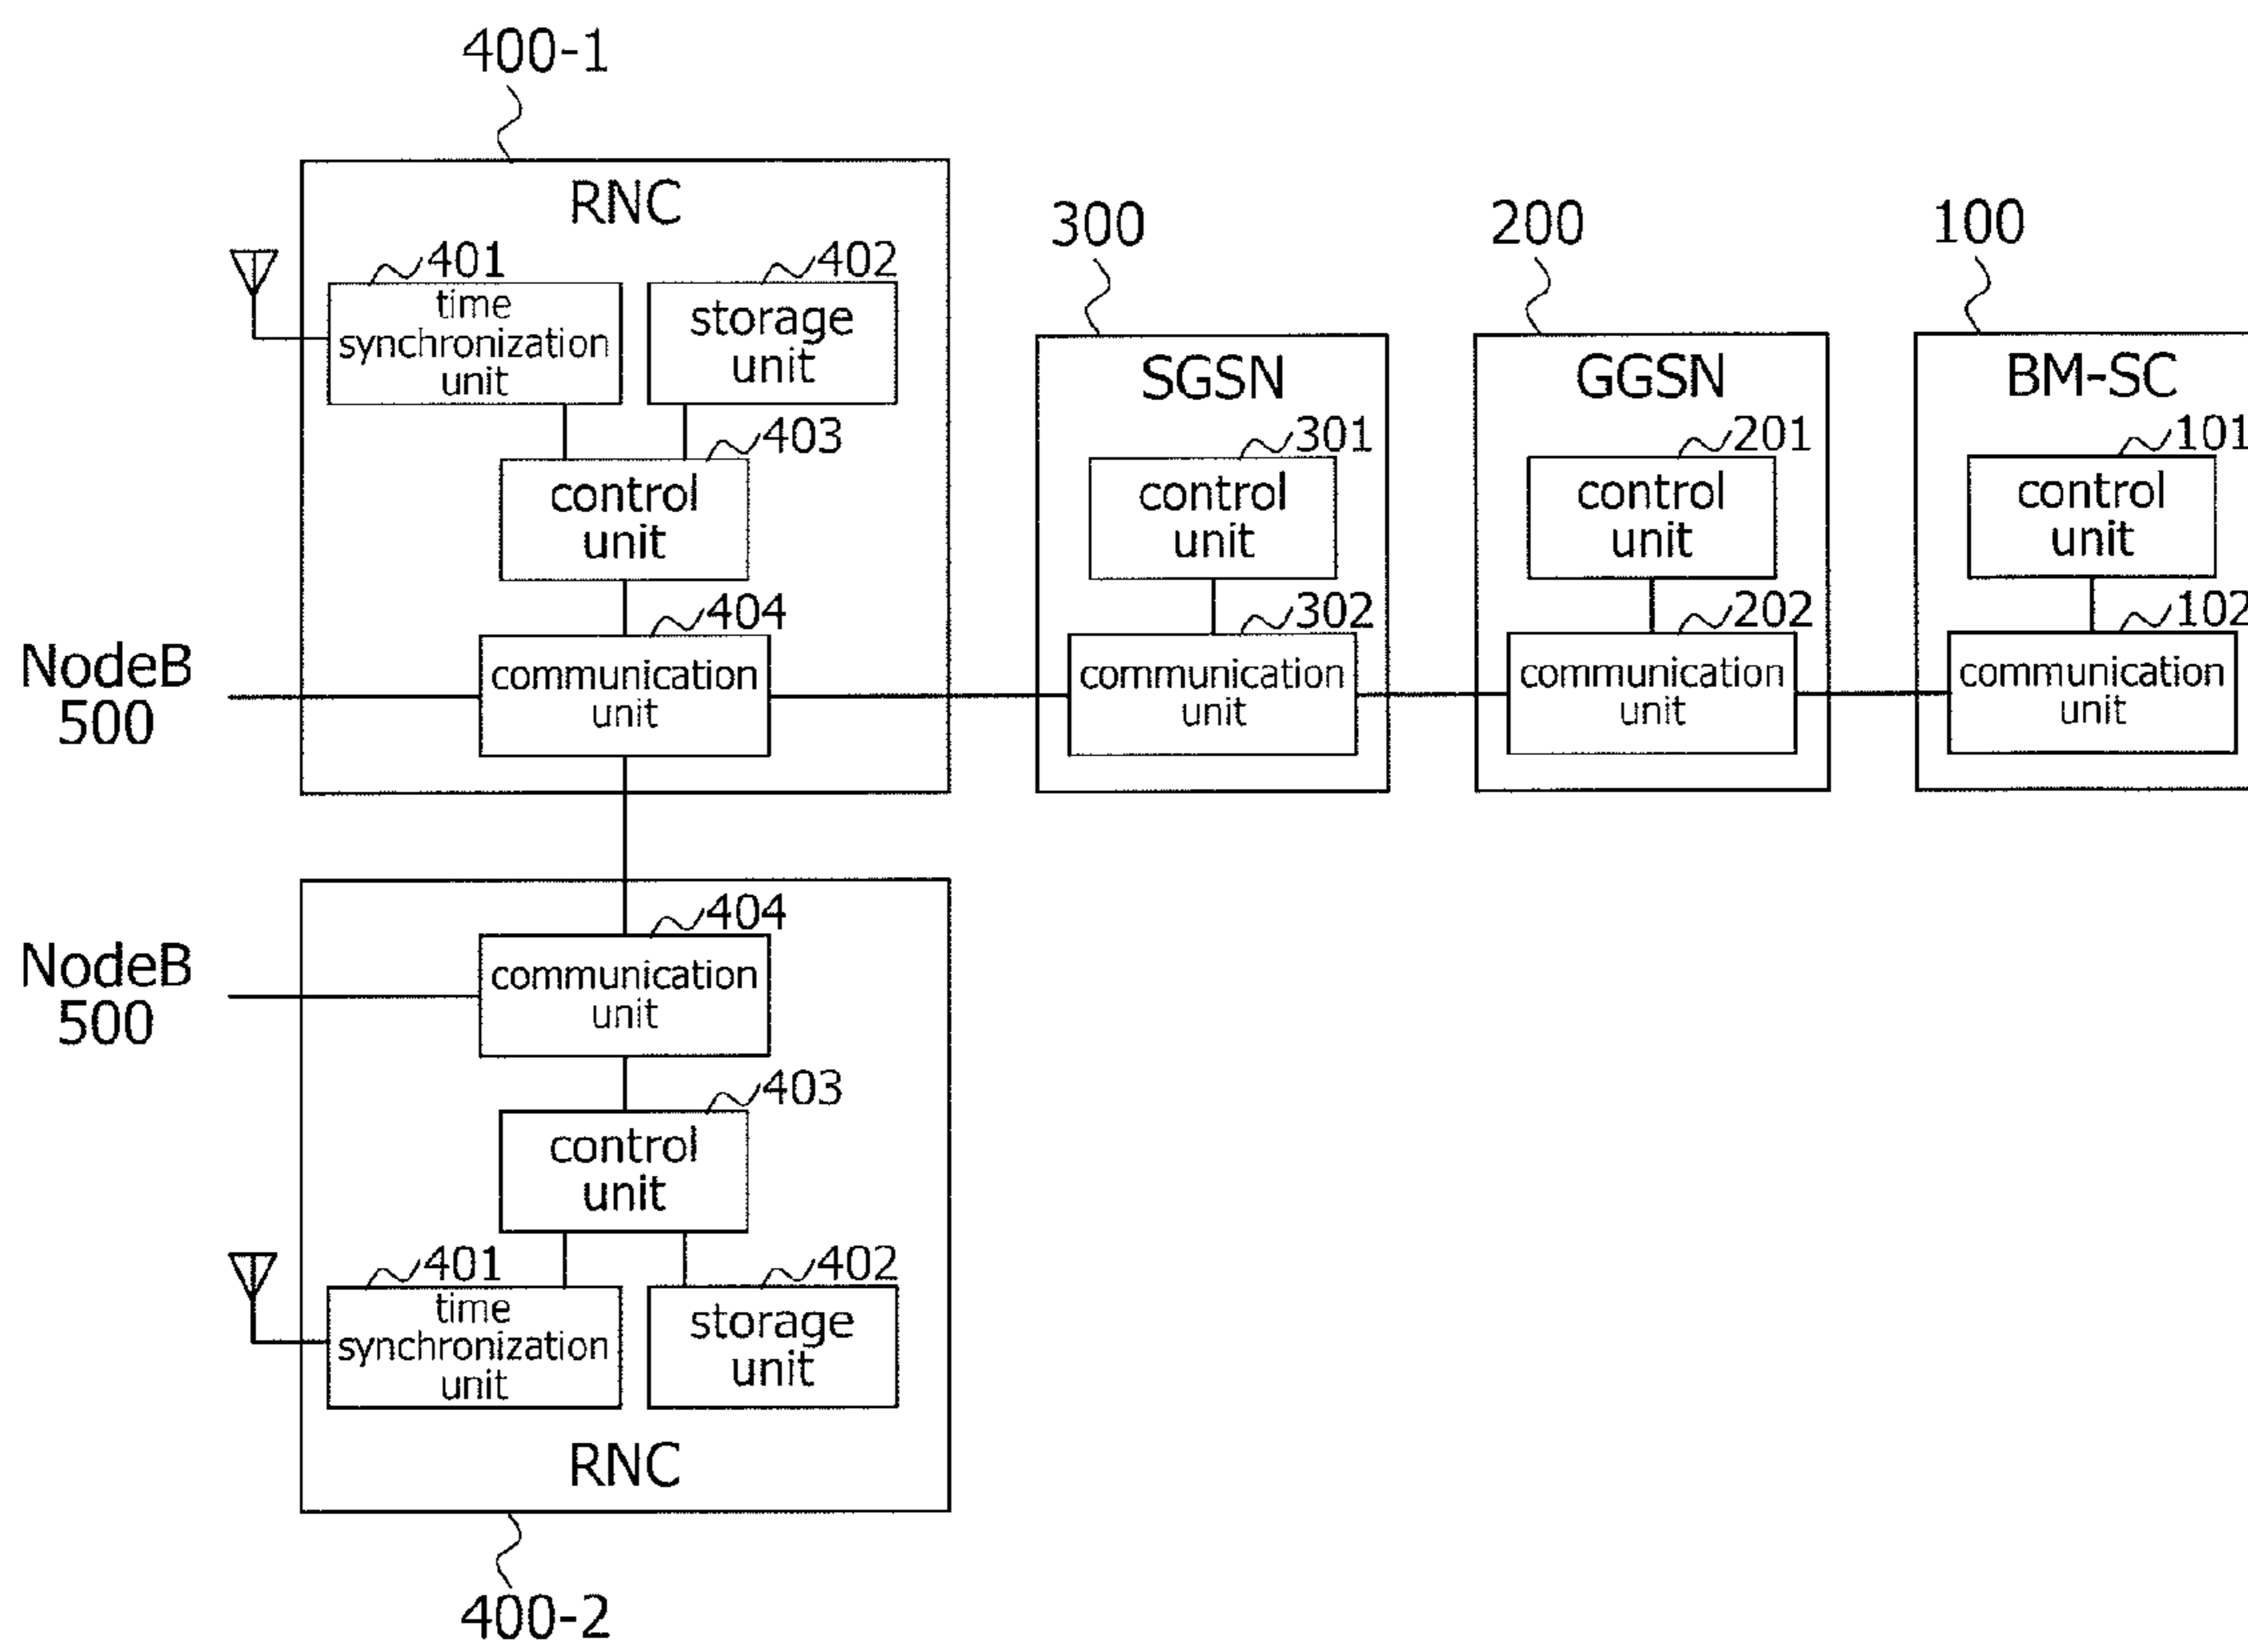 400-1
RNC
401
time
synchronization
unit
402
storage
unit
403
control
unit
404
communication
unit
NodeB
500
300
SGSN
301
control
unit
302
communication
unit
200
GGSN
201
control
unit
202
communication
unit
100
BM-SC
101
control
unit
102
communication
unit
NodeB
500
404
communication
unit
403
control
unit
401
time
synchronization
unit
402
storage
unit
RNC
400-2